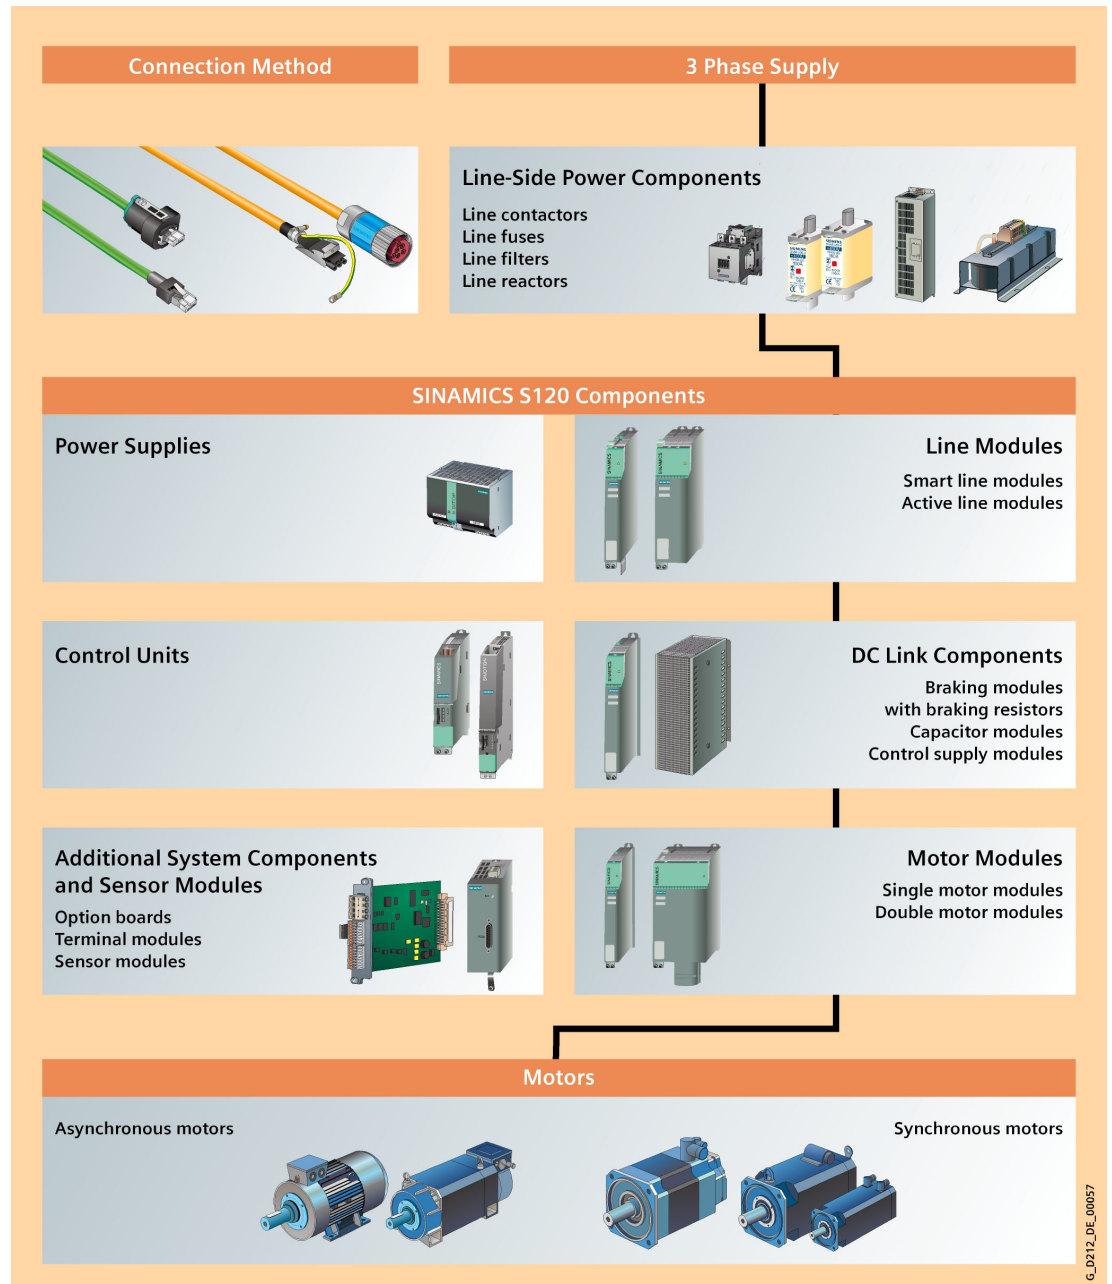 Connection Method
3 Phase Supply
Line-Side Power Components
Line contactors
Line fuses
Line filters
Line reactors
SINAMICS S120 Components
Power Supplies
Line Modules
Smart line modules
Active line modules
Control Units
DC Link Components
Braking modules
with braking resistors
Capacitor modules
Control supply modules
Additional System Components
and Sensor Modules
Option boards
Terminal modules
Sensor modules
Motor Modules
Single motor modules
Double motor modules
Motors
Asynchronous motors
Synchronous motors
G_D212_DE_00057